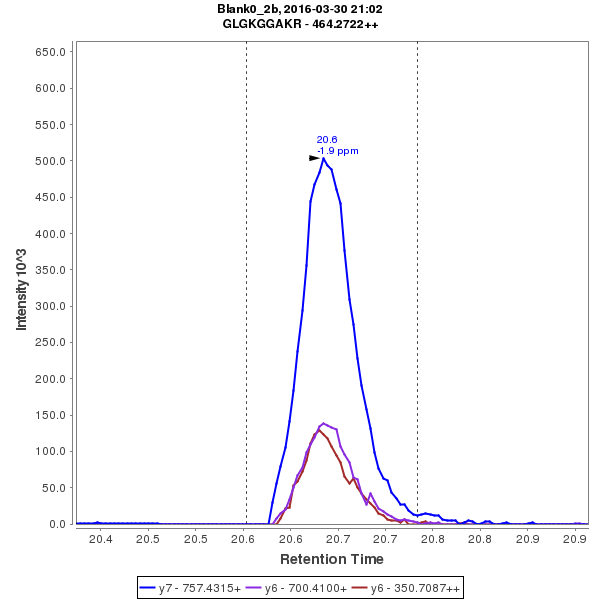 Blank0_2b, 2016-03-30 21:02
GLGKGGAKR - 464.2722++
650.0
600.0
550.0
500.0
450.0
400.0
350.0
300.0
250.0
200.0
150.0
100.0
50.0
0.0
Intensity 10^3
20.6
-1.9 ppm
20.4 20.5 20.5 20.6 20.6 20.7 20.7 20.8 20.8 20.9 20.9
Retention Time
y7 - 757.4315+ y6 - 700.4100+ y6 - 350.7087++